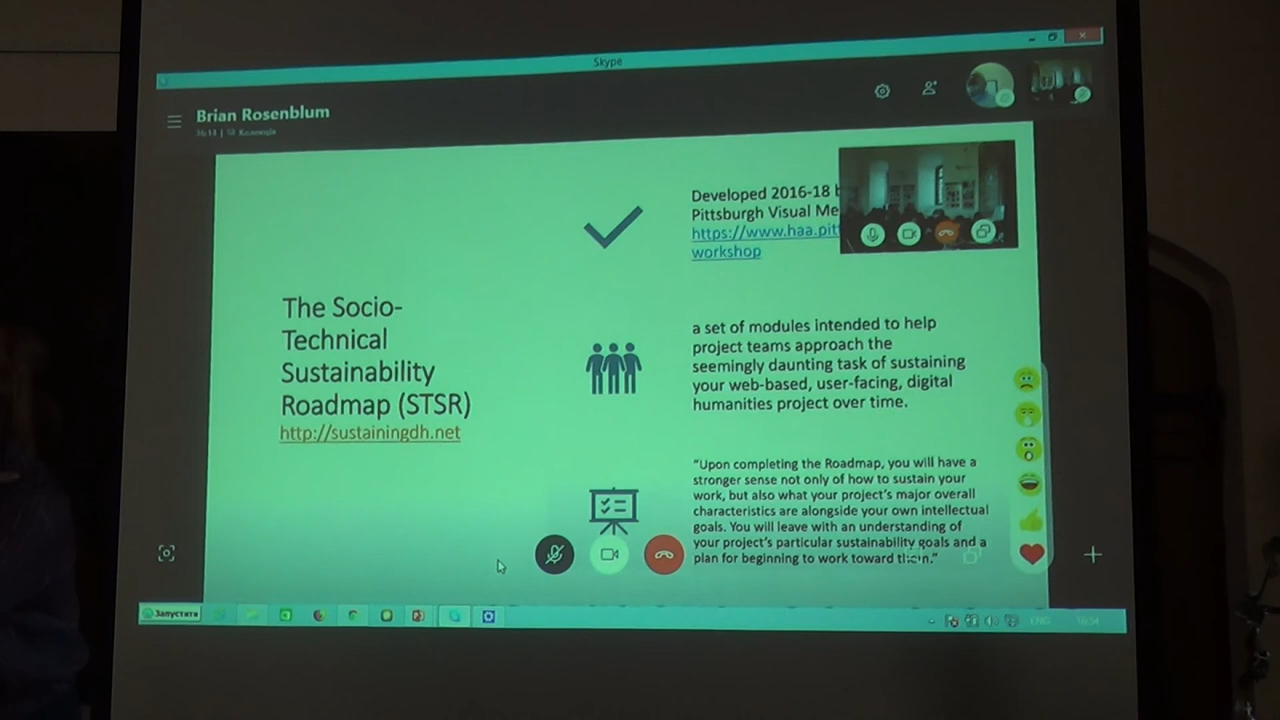 Skype
Brian Rosenblum
The Socio-
Technical
Sustainability
Roadmap (STSR)
http://sustainingdh.net
Developed 2016-18
Pittsburgh Visual Me
https://www.haa.pit
workshop
a set of modules intended to help
project teams approach the
seemingly daunting task of sustaining
your web-based, user-facing, digital
humanities project over time.
“Upon completing the Roadmap, you will have a
stronger sense not only of how to sustain your
work, but also what your project's major overall
characteristics are alongside your own intellectual
goals. You will leave with an understanding of
your project's particular sustainability goals and a
plan for beginning to work toward them.”
Запустити
ENG